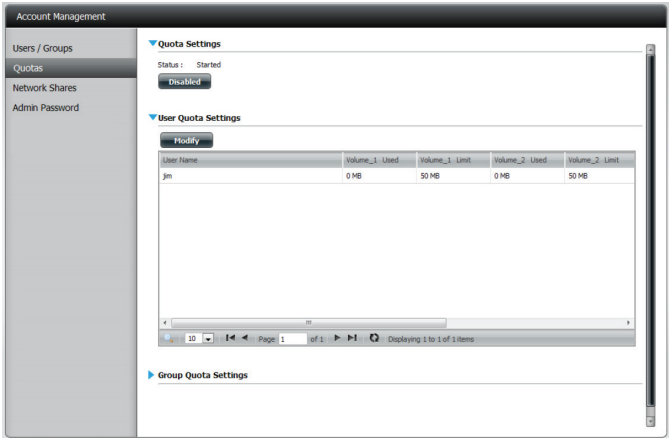 Account Management
Users / Groups
Quotas
Network Shares
Admin Password
Quota Settings
Status : Started
Disabled
User Quota Settings
Modify
User Name Volume_1 Used Volume_1 Limit Volume_2 Used Volume_2 Limit
jim 0 MB 50 MB 0 MB 50 MB
10 Page 1 of 1 Displaying 1 to 1 of 1 items
Group Quota Settings